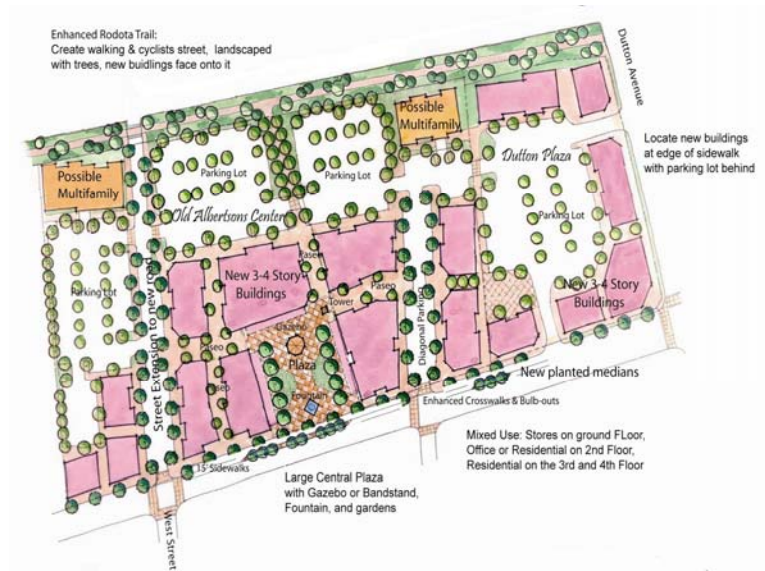 Enhanced Rodota Trail:
Create walking & cyclists street, landscaped
with trees, new buidlings face onto it
Dutton Avenue
Possible
Multifamily
Locate new buildings
at edge of sidewalk
with parking lot behind
Dutton Plaza
Possible
Multifamily
Parking Lot
Parking Lot
Old Albertsons Center
Parking Lot
Parking Lot
Paseo
New 3-4 Story
Buildings
Paseo
New 3-4 Story
Buildings
Tower
Gazebo
Diagonal Parking
Street Extension to new road
Paseo
Plaza
Paseo
Fountain
New planted medians
Enhanced Crosswalks & Bulb-outs
15' Sidewalks
Mixed Use: Stores on ground FLoor,
Office or Residential on 2nd Floor,
Residential on the 3rd and 4th Floor
Large Central Plaza
with Gazebo or Bandstand,
Fountain, and gardens
West Street